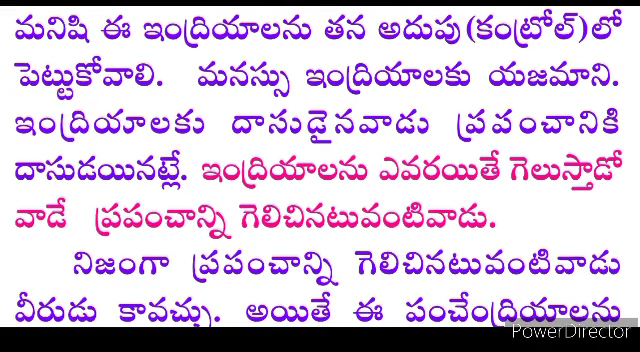 మనిషి ఈ ఇంద్రియాలను తన అదుపు (కంట్రోల్)లో
పెట్టుకోవాలి. మనస్సు ఇంద్రియాలకు యజమాని.
ఇంద్రియాలకు దాసుడైనవాడు ప్రపంచానికి
దాసుడయినట్లే. ఇంద్రియాలను ఎవరయితే గెలుస్తాడో
వాడే ప్రపంచాన్ని గెలిచినటువంటివాడు.
నిజంగా ప్రపంచాన్ని గెలిచినటువంటివాడు
వీరుడు కావచ్చు. అయితే ఈ పంచేంద్రియాలను
PowerDirector